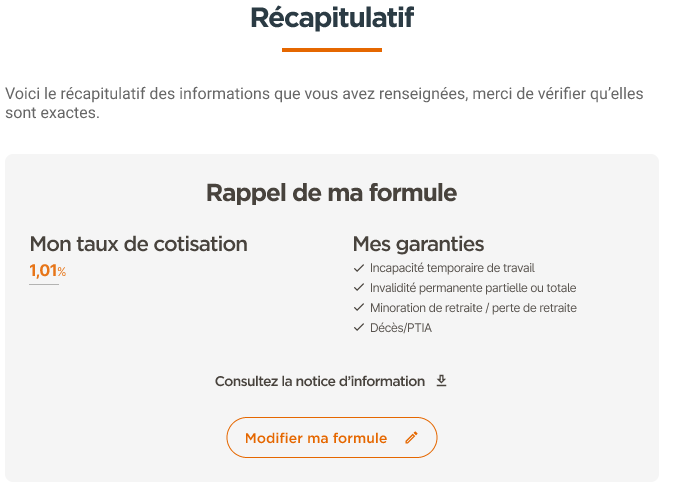 Récapitulatif
Voici le récapitulatif des informations que vous avez renseignées, merci de vérifier qu’elles
sont exactes.
Rappel de ma formule
Mon taux de cotisation
1,01%
Mes garanties
Incapacité temporaire de travail
Invalidité permanente partielle ou totale
Minoration de retraite / perte de retraite
Décès/PTIA
Consultez la notice d’information
Modifier ma formule